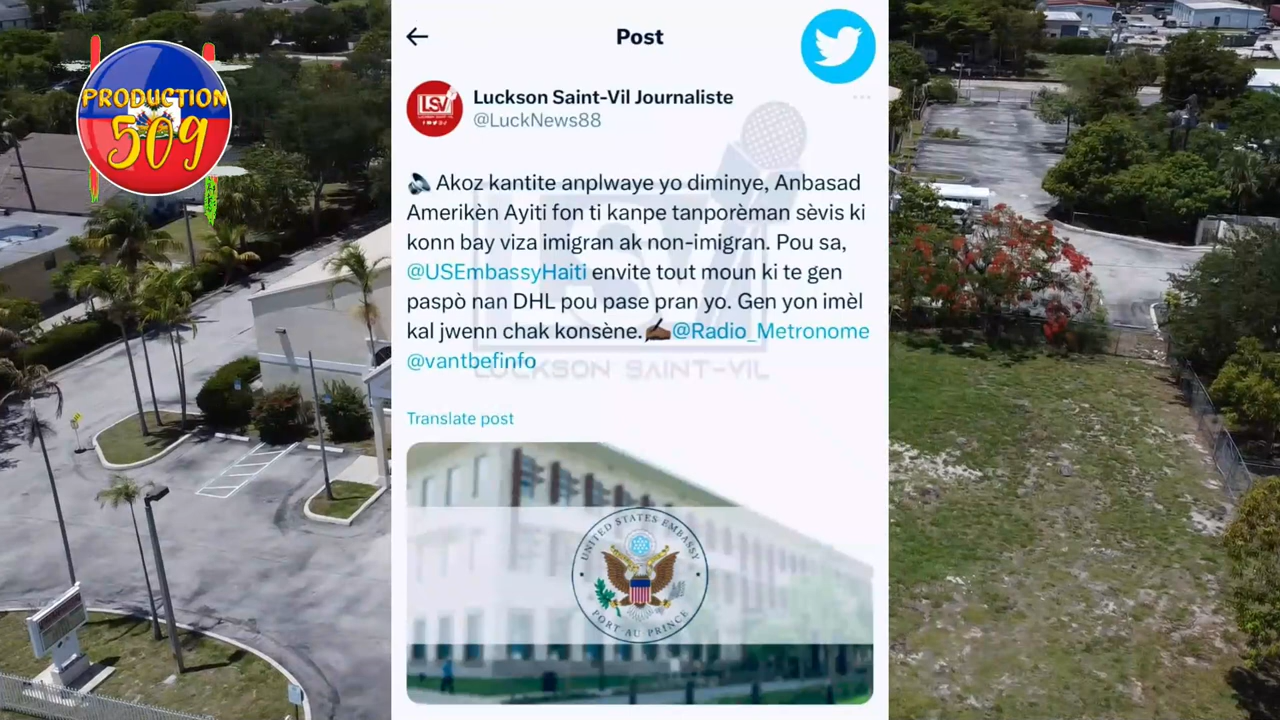 PRODUCTION
509
Post
LSV
Luckson Saint-Vil Journaliste
@LuckNews88
🔊 Akoz kantite anplwaye yo diminye, Anbasad
Amerikèn Ayiti fon ti kanpe tanporèman sèvis ki
konn bay viza imigran ak non-imigran. Pou sa,
@USEmbassyHaiti envite tout moun ki te gen
paspò nan DHL pou pase pran yo. Gen yon imèl
kal jwenn chak konsène.✍🏿@Radio_Metronome
@vantbefinfo
LUCKSON SAINT-VIL
Translate post
UNITED STATES EMBASSY
PORT AU PRINCE